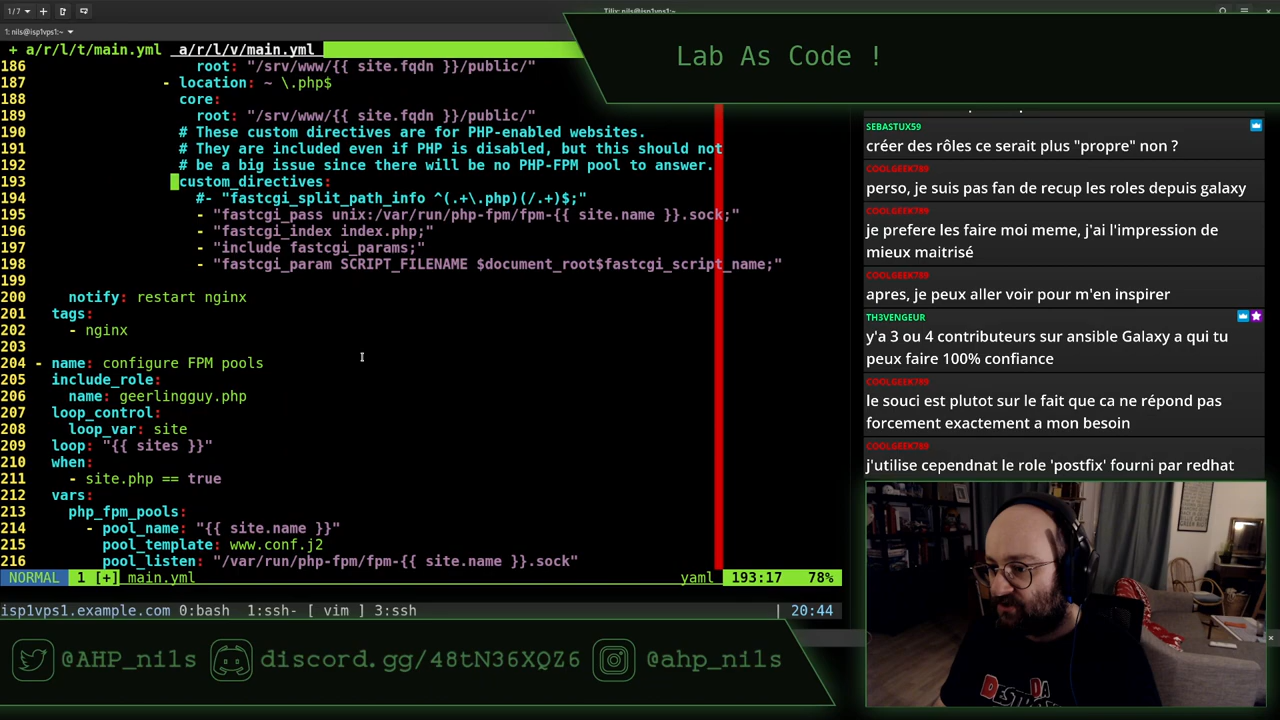 1/7
Tilix: nils@isp1vps1:~
1: nils@isp1vps1:~
+ a/r/l/t/main.yml  a/r/l/v/main.yml
186 root: "/srv/www/{{ site.fqdn }}/public/"
187 - location: ~ \.php$
188 core:
189 root: "/srv/www/{{ site.fqdn }}/public/"
190 # These custom directives are for PHP-enabled websites.
191 # They are included even if PHP is disabled, but this should not
192 # be a big issue since there will be no PHP-FPM pool to answer.
193 custom_directives:
194 #- "fastcgi_split_path_info ^(.+\.php)(/.+)$;"
195 - "fastcgi_pass unix:/var/run/php-fpm/fpm-{{ site.name }}.sock;"
196 - "fastcgi_index index.php;"
197 - "include fastcgi_params;"
198 - "fastcgi_param SCRIPT_FILENAME $document_root$fastcgi_script_name;"
199
200 notify: restart nginx
201 tags:
202 - nginx
203
204 - name: configure FPM pools
205 include_role:
206 name: geerlingguy.php
207 loop_control:
208 loop_var: site
209 loop: "{{ sites }}"
210 when:
211 - site.php == true
212 vars:
213 php_fpm_pools:
214 - pool_name: "{{ site.name }}"
215 pool_template: www.conf.j2
216 pool_listen: "/var/run/php-fpm/fpm-{{ site.name }}.sock"
NORMAL 1 [+] main.yml yaml 193:17 78%
isp1vps1.example.com 0:bash 1:ssh- [ vim ] 3:ssh | 20:44
Lab As Code !
SEBASTUX59
créer des rôles ce serait plus "propre" non ?
COOLGEEK789
perso, je suis pas fan de recup les roles depuis galaxy
COOLGEEK789
je prefere les faire moi meme, j'ai l'impression de
mieux maitrisé
COOLGEEK789
apres, je peux aller voir pour m'en inspirer
TH3VENGEUR
y'a 3 ou 4 contributeurs sur ansible Galaxy a qui tu
peux faire 100% confiance
COOLGEEK789
le souci est plutot sur le fait que ca ne répond pas
forcement exactement a mon besoin
COOLGEEK789
j'utilise cependnat le role 'postfix' fourni par redhat
@AHP_nils
discord.gg/48tN36XQZ6
@ahp_nils
DA